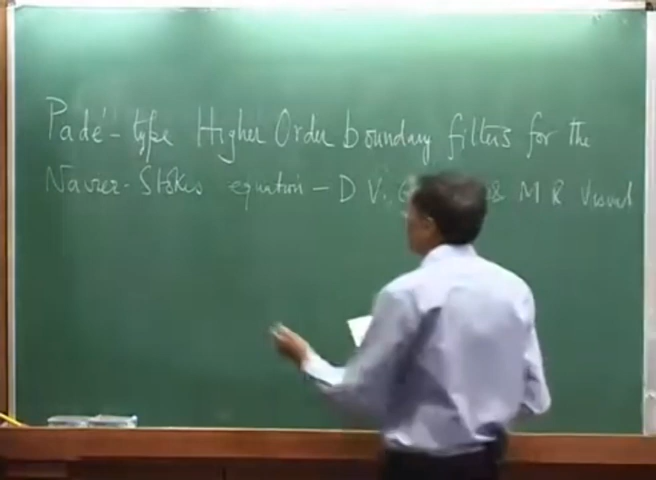 Padé-type Higher Order boundary filters for the
Navier-Stokes equation - D V. G & M R Visual